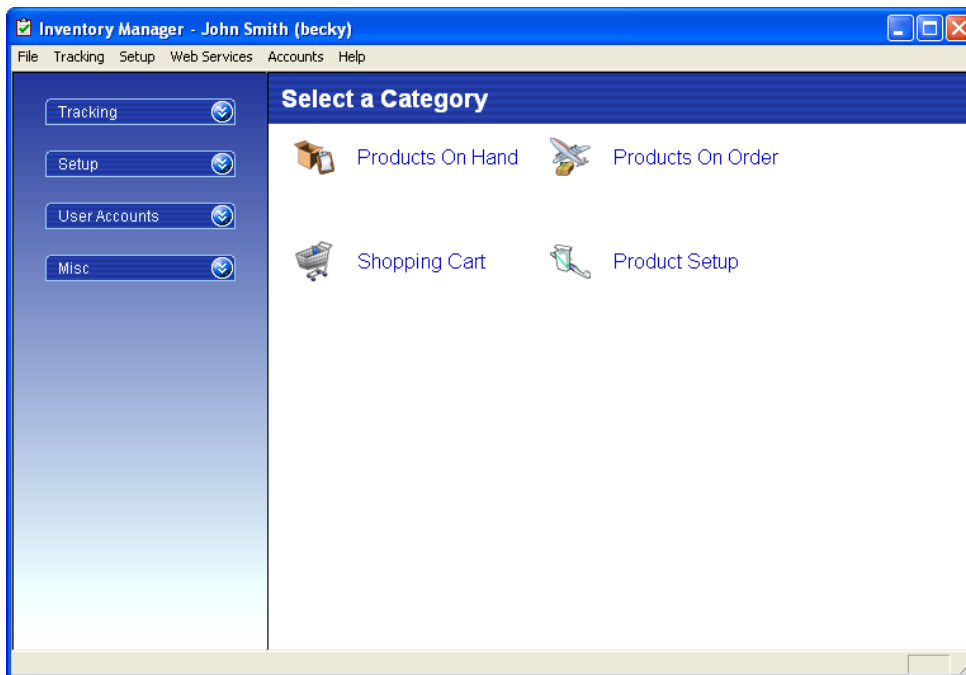 Inventory Manager - John Smith (becky)
File Tracking Setup Web Services Accounts Help
Tracking
Setup
User Accounts
Misc
Select a Category
Products On Hand
Products On Order
Shopping Cart
Product Setup